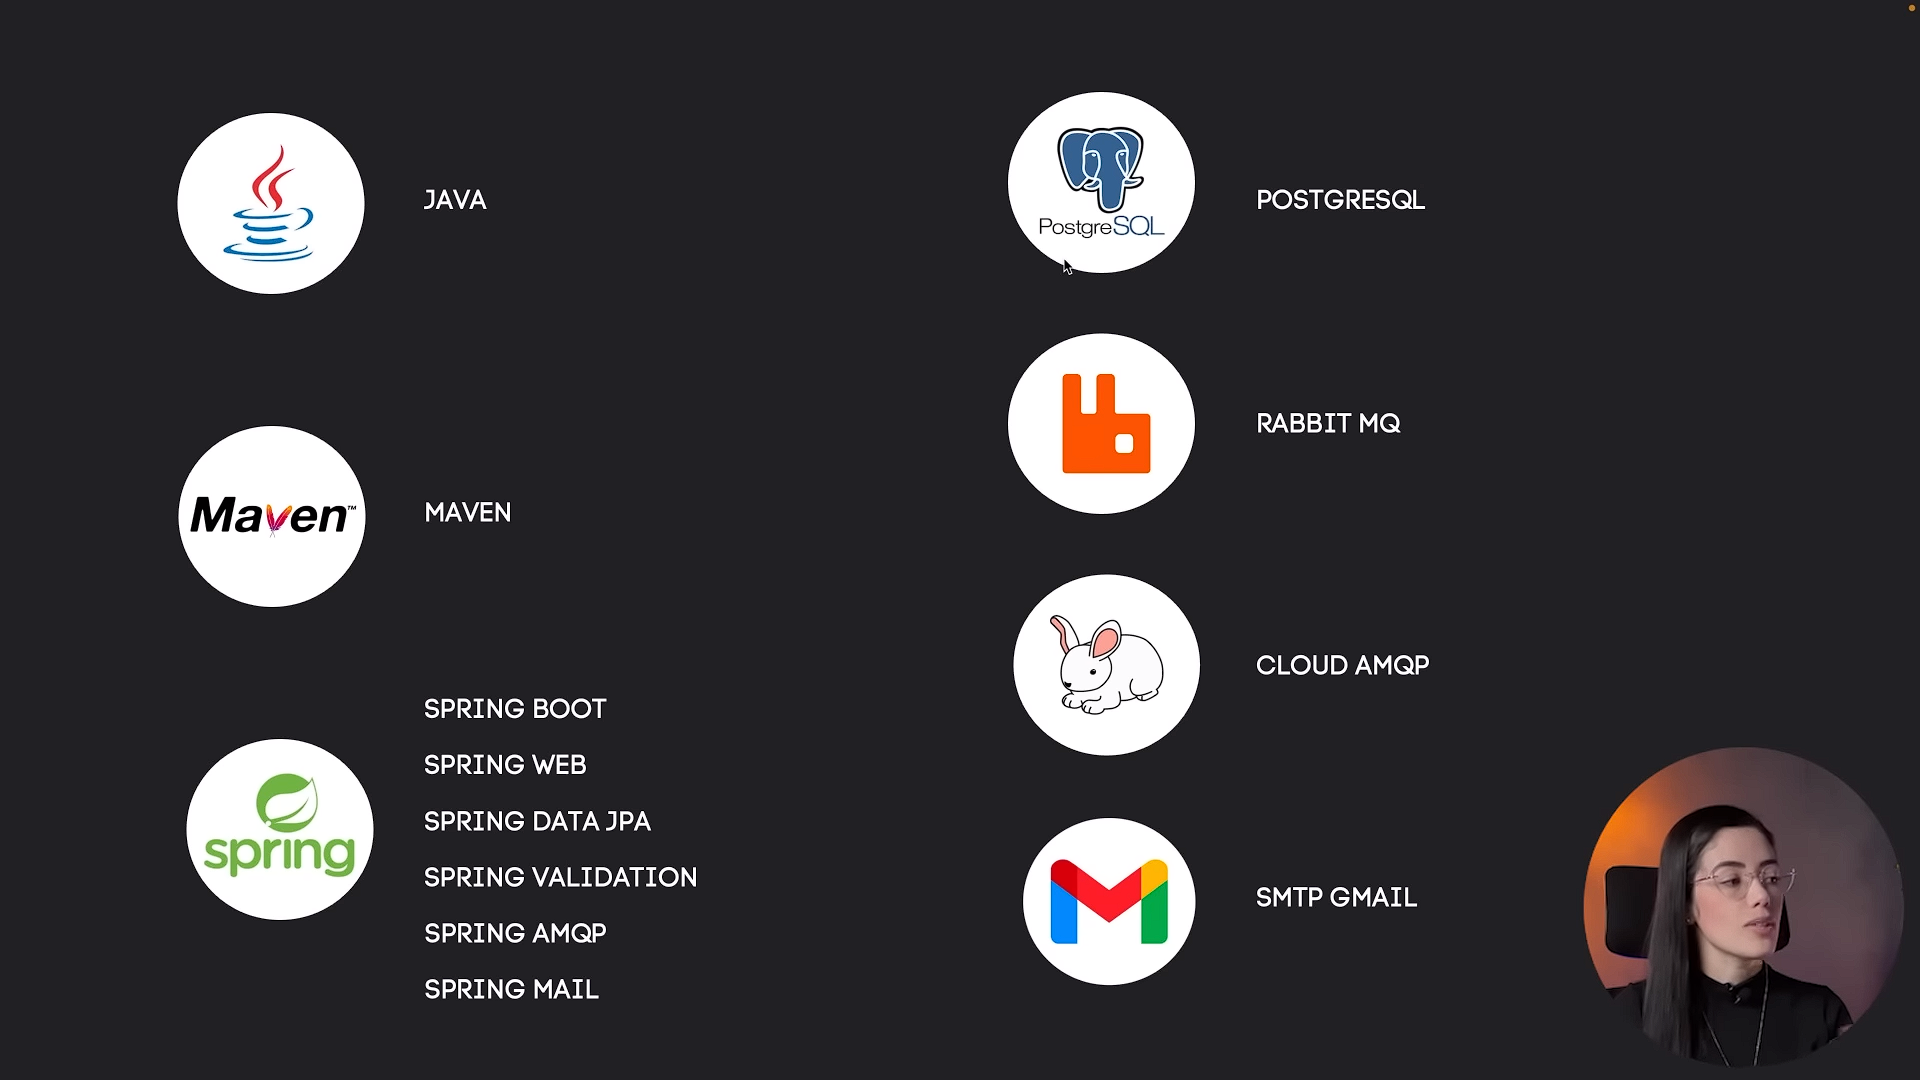 JAVA
Maven™
MAVEN
spring
SPRING BOOT
SPRING WEB
SPRING DATA JPA
SPRING VALIDATION
SPRING AMQP
SPRING MAIL
PostgreSQL
POSTGRESQL
RABBIT MQ
CLOUD AMQP
SMTP GMAIL